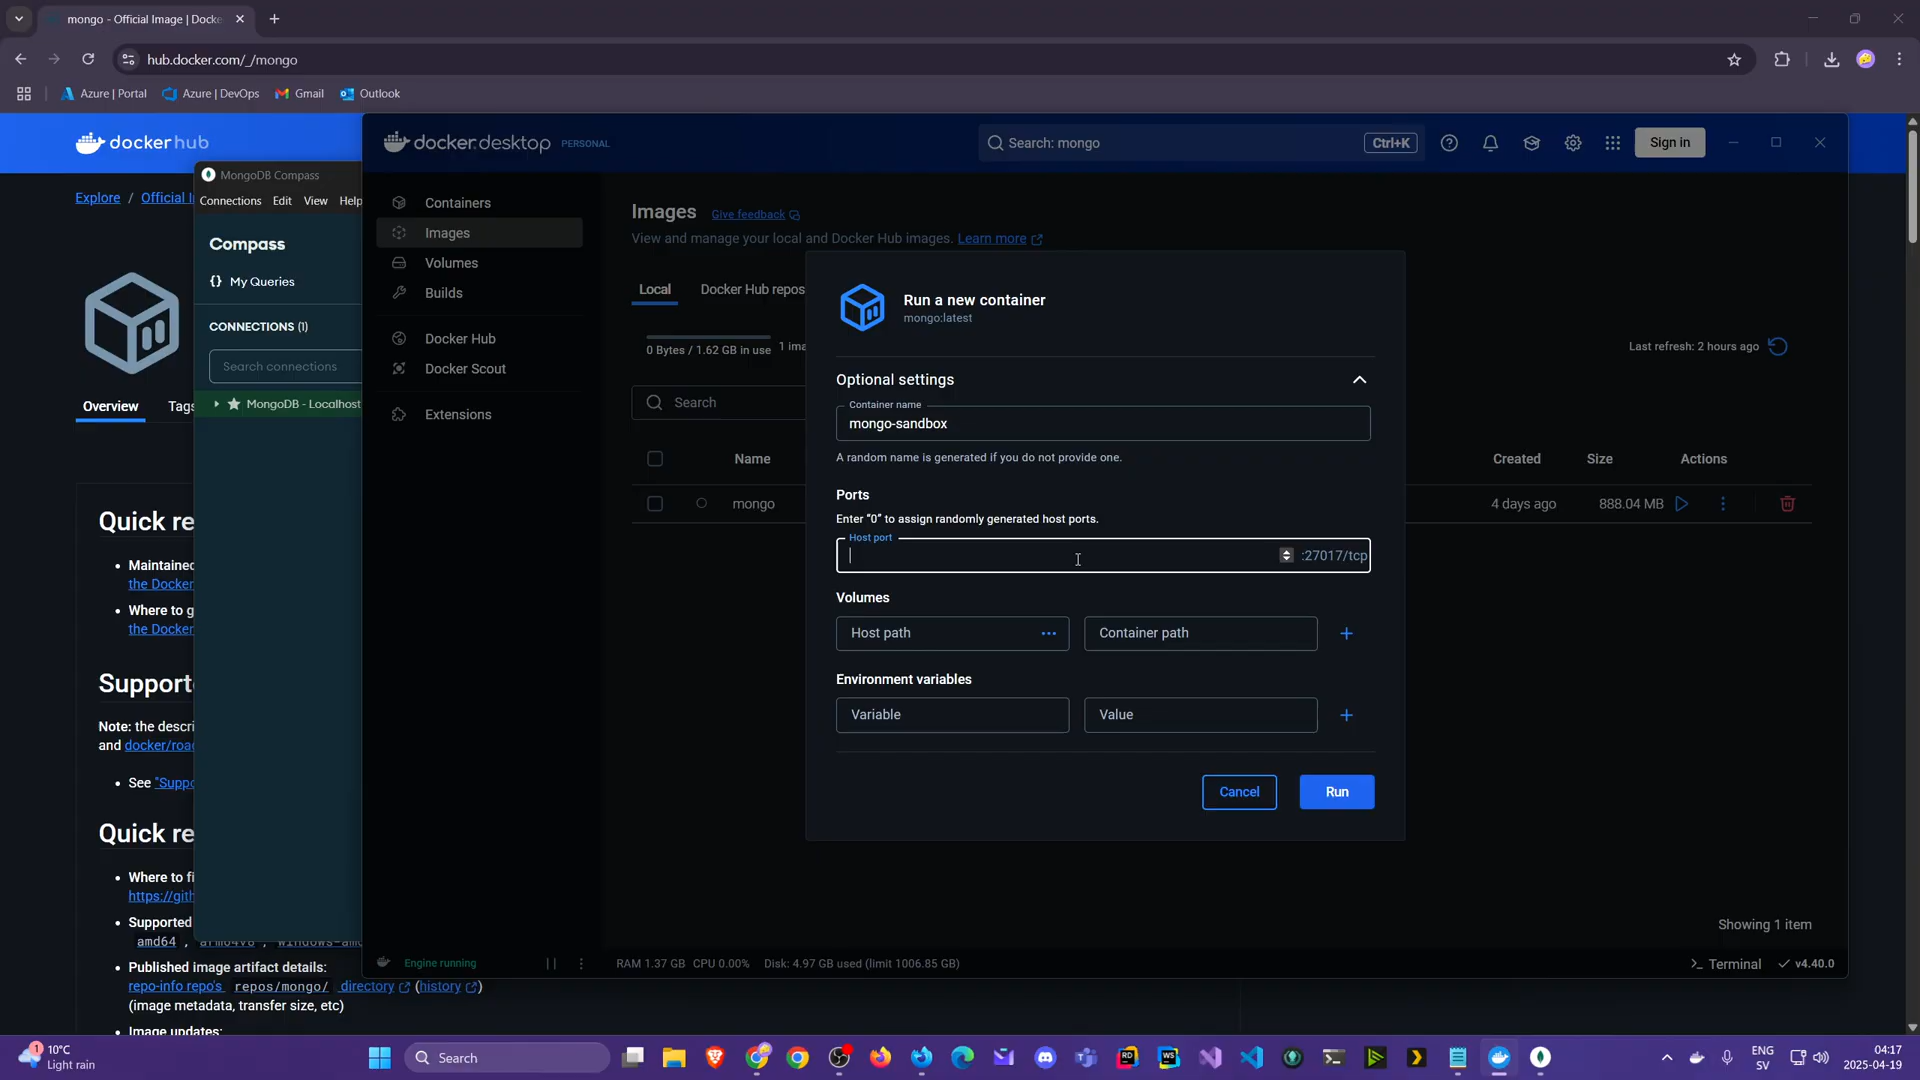 mongo - Official Image | Docke
hub.docker.com/_/mongo
Azure | Portal
Azure | DevOps
Gmail
Outlook
docker hub
Explore / Official I
Overview
Tags
Quick re
Maintained
the Docker
Where to g
the Docker
Support
Note: the descri
and docker/road
See "Suppo
Quick re
Where to fi
https://gith
Supported
amd64 , arm64v8 , windows-amd
Published image artifact details:
repo-info repo's repos/mongo/ directory (history)
(image metadata, transfer size, etc)
Image updates:
MongoDB Compass
Connections Edit View Help
Compass
{} My Queries
CONNECTIONS (1)
Search connections
MongoDB - Localhost
docker.desktop PERSONAL
Search: mongo
Ctrl+K
Sign in
Containers
Images
Volumes
Builds
Docker Hub
Docker Scout
Extensions
Images Give feedback
View and manage your local and Docker Hub images. Learn more
Local
Docker Hub repos
0 Bytes / 1.62 GB in use 1 ima
Last refresh: 2 hours ago
Search
Name
Created
Size
Actions
mongo
4 days ago
888.04 MB
Run a new container
mongo:latest
Optional settings
Container name
mongo-sandbox
A random name is generated if you do not provide one.
Ports
Enter “0” to assign randomly generated host ports.
Host port
:27017/tcp
Volumes
Host path
Container path
Environment variables
Variable
Value
Cancel
Run
Showing 1 item
Engine running
RAM 1.37 GB CPU 0.00% Disk: 4.97 GB used (limit 1006.85 GB)
Terminal
v4.40.0
1
10°C
Light rain
Search
RD
WS
ENG
SV
04:17
2025-04-19